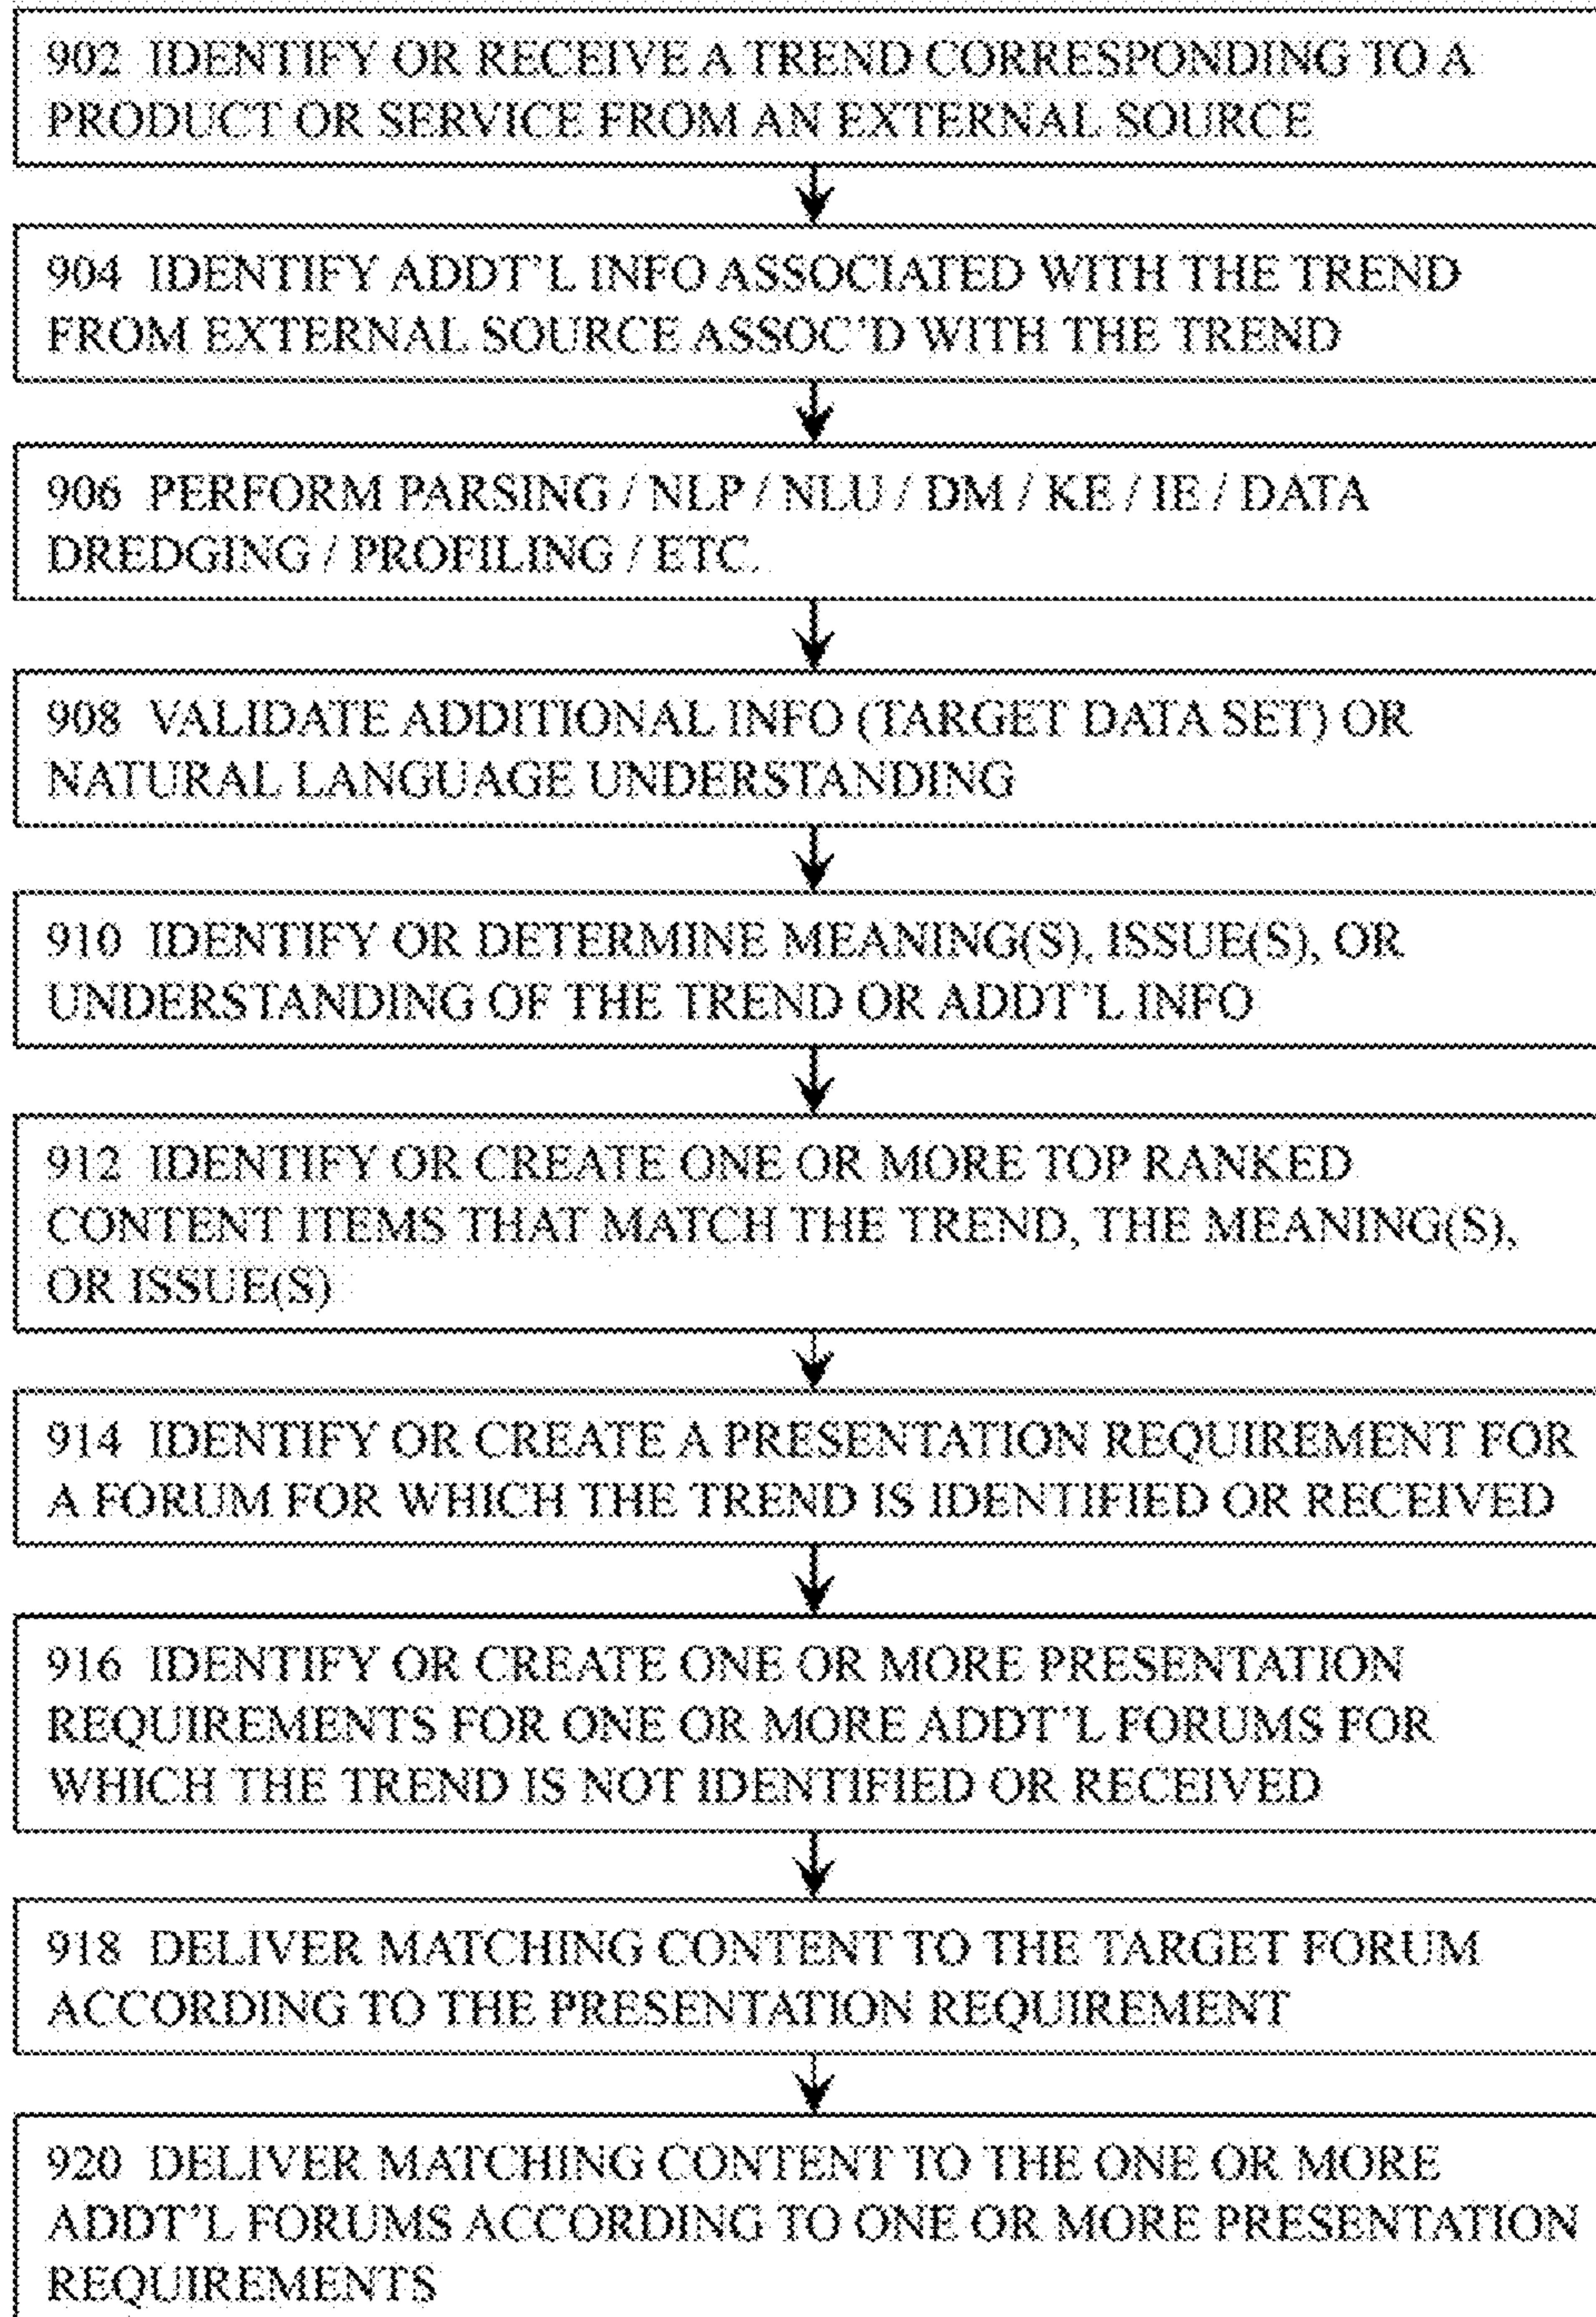 902 IDENTIFY OR RECEIVE A TREND CORRESPONDING TO A
PRODUCT OR SERVICE FROM AN EXTERNAL SOURCE
904 IDENTIFY ADDT'L INFO ASSOCIATED WITH THE TREND
FROM EXTERNAL SOURCE ASSOC'D WITH THE TREND
906 PERFORM PARSING / NLP / NLU / DM / KE / IE / DATA
DREDGING / PROFILING / ETC.
908 VALIDATE ADDITIONAL INFO (TARGET DATA SET) OR
NATURAL LANGUAGE UNDERSTANDING
910 IDENTIFY OR DETERMINE MEANING(S), ISSUE(S), OR
UNDERSTANDING OF THE TREND OR ADDT'L INFO
912 IDENTIFY OR CREATE ONE OR MORE TOP RANKED
CONTENT ITEMS THAT MATCH THE TREND, THE MEANING(S),
OR ISSUE(S)
914 IDENTIFY OR CREATE A PRESENTATION REQUIREMENT FOR
A FORUM FOR WHICH THE TREND IS IDENTIFIED OR RECEIVED
916 IDENTIFY OR CREATE ONE OR MORE PRESENTATION
REQUIREMENTS FOR ONE OR MORE ADDT'L FORUMS FOR
WHICH THE TREND IS NOT IDENTIFIED OR RECEIVED
918 DELIVER MATCHING CONTENT TO THE TARGET FORUM
ACCORDING TO THE PRESENTATION REQUIREMENT
920 DELIVER MATCHING CONTENT TO THE ONE OR MORE
ADDT'L FORUMS ACCORDING TO ONE OR MORE PRESENTATION
REQUIREMENTS